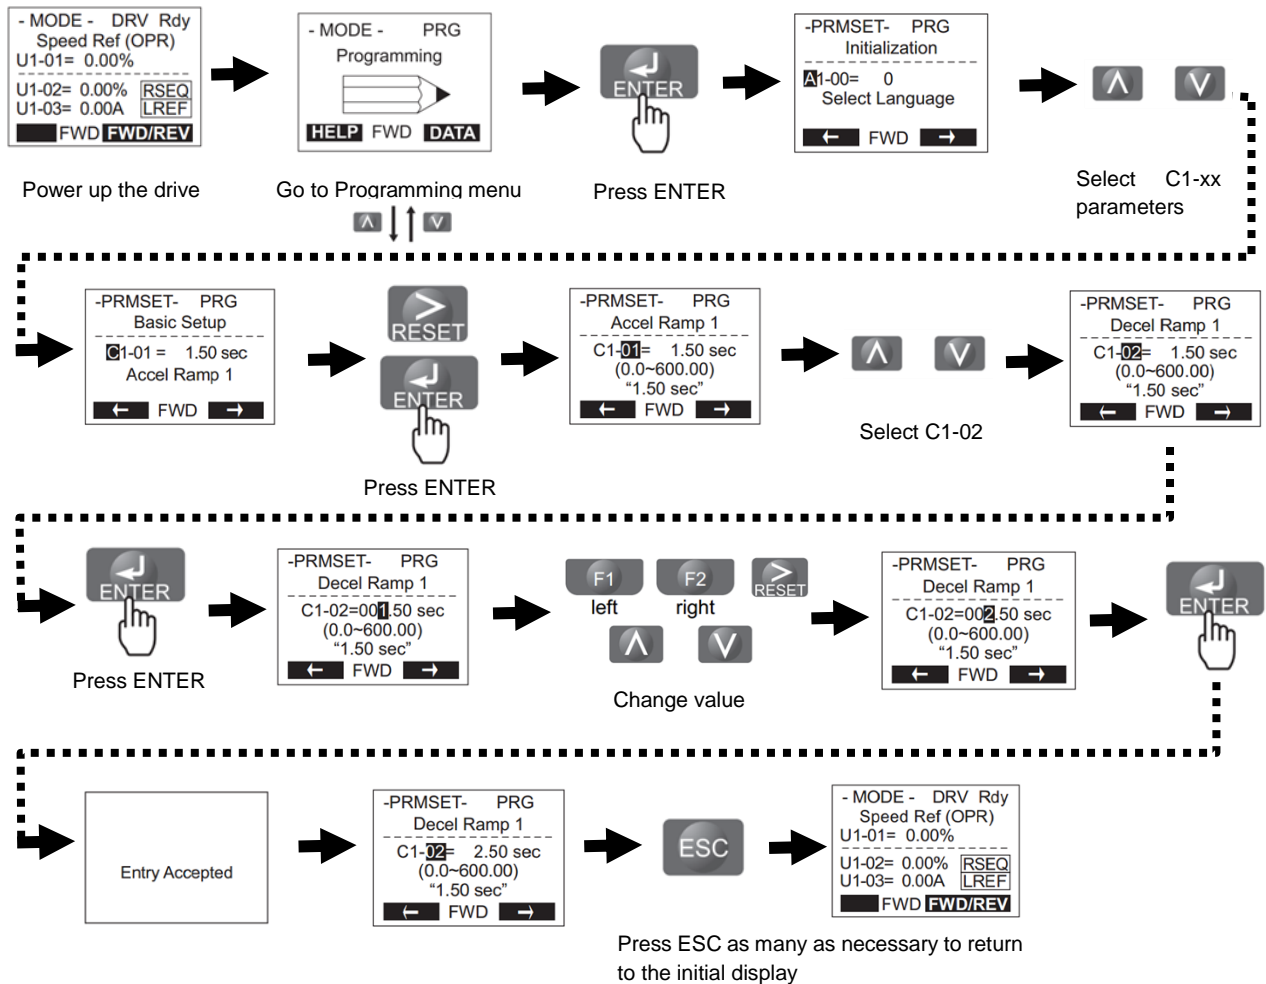 - MODE - DRV Rdy
Speed Ref (OPR)
U1-01= 0.00%
U1-02= 0.00% RSEQ
U1-03= 0.00A LREF
FWD FWD/REV
Power up the drive
- MODE - PRG
Programming
HELP FWD DATA
Go to Programming menu
ENTER
Press ENTER
-PRMSET- PRG
Initialization
A1-00= 0
Select Language
← FWD →
Select C1-xx
parameters
-PRMSET- PRG
Basic Setup
C1-01 = 1.50 sec
Accel Ramp 1
← FWD →
RESET
ENTER
Press ENTER
-PRMSET- PRG
Accel Ramp 1
C1-01= 1.50 sec
(0.0~600.00)
“1.50 sec”
← FWD →
Select C1-02
-PRMSET- PRG
Decel Ramp 1
C1-02= 1.50 sec
(0.0~600.00)
“1.50 sec”
← FWD →
ENTER
Press ENTER
-PRMSET- PRG
Decel Ramp 1
C1-02=001.50 sec
(0.0~600.00)
“1.50 sec”
← FWD →
F1 F2 RESET
left right
Change value
-PRMSET- PRG
Decel Ramp 1
C1-02=002.50 sec
(0.0~600.00)
“1.50 sec”
← FWD →
ENTER
Entry Accepted
-PRMSET- PRG
Decel Ramp 1
C1-02= 2.50 sec
(0.0~600.00)
“1.50 sec”
← FWD →
ESC
Press ESC as many as necessary to return
to the initial display
- MODE - DRV Rdy
Speed Ref (OPR)
U1-01= 0.00%
U1-02= 0.00% RSEQ
U1-03= 0.00A LREF
FWD FWD/REV